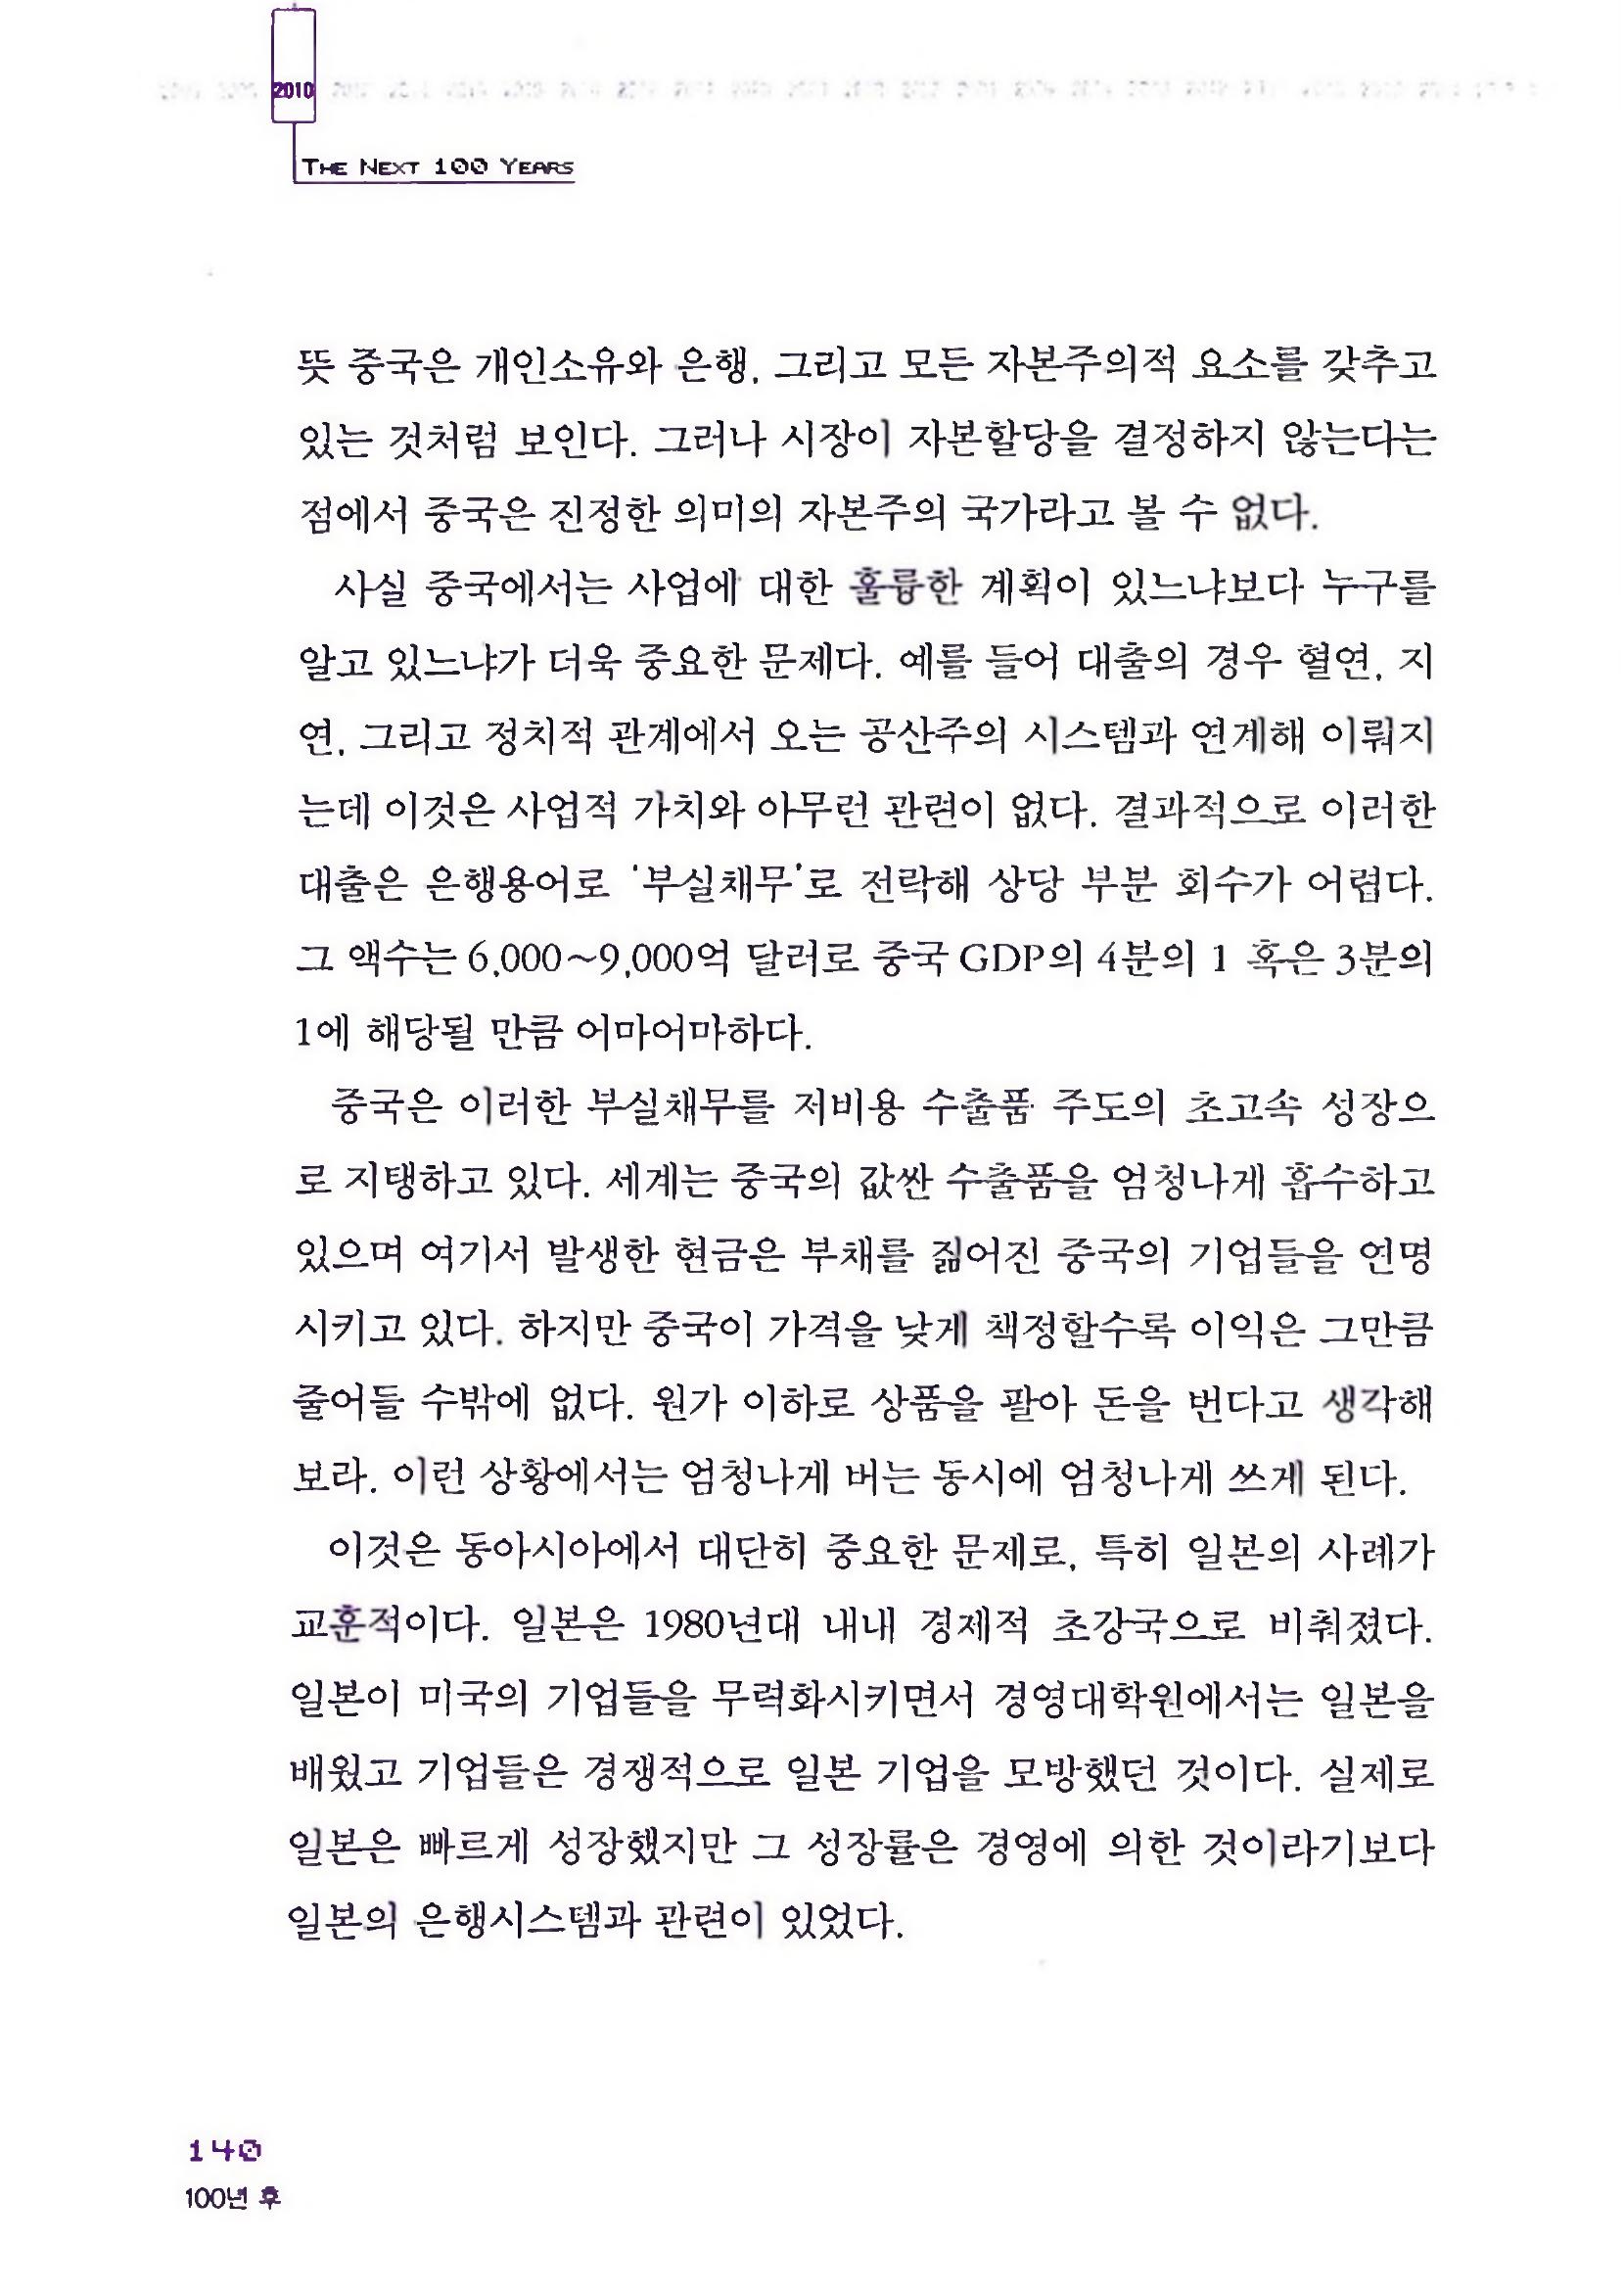 2010
THE NEXT 100 YEARS
뜻 중국은 개인소유와 은행, 그리고 모든 자본주의적 요소를 갖추고
있는 것처럼 보인다. 그러나 시장이 자본할당을 결정하지 않는다는
점에서 중국은 진정한 의미의 자본주의 국가라고 볼 수 없다.
사실 중국에서는 사업에 대한 훌륭한 계획이 있느냐보다 누구를
알고 있느냐가 더욱 중요한 문제다. 예를 들어 대출의 경우 혈연, 지
연, 그리고 정치적 관계에서 오는 공산주의 시스템과 연계해 이뤄지
는데 이것은 사업적 가치와 아무런 관련이 없다. 결과적으로 이러한
대출은 은행용어로 '부실채무'로 전락해 상당 부분 회수가 어렵다.
그 액수는 6,000~9,000억 달러로 중국 GDP의 4분의 1 혹은 3분의
1에 해당될 만큼 어마어마하다.
중국은 이러한 부실채무를 저비용 수출품 주도의 초고속 성장으
로 지탱하고 있다. 세계는 중국의 값싼 수출품을 엄청나게 흡수하고
있으며 여기서 발생한 현금은 부채를 짊어진 중국의 기업들을 연명
시키고 있다. 하지만 중국이 가격을 낮게 책정할수록 이익은 그만큼
줄어들 수밖에 없다. 원가 이하로 상품을 팔아 돈을 번다고 생각해
보라. 이런 상황에서는 엄청나게 버는 동시에 엄청나게 쓰게 된다.
이것은 동아시아에서 대단히 중요한 문제로, 특히 일본의 사례가
교훈적이다. 일본은 1980년대 내내 경제적 초강국으로 비춰졌다.
일본이 미국의 기업들을 무력화시키면서 경영대학원에서는 일본을
배웠고 기업들은 경쟁적으로 일본 기업을 모방했던 것이다. 실제로
일본은 빠르게 성장했지만 그 성장률은 경영에 의한 것이라기보다
일본의 은행시스템과 관련이 있었다.
140
100년 후